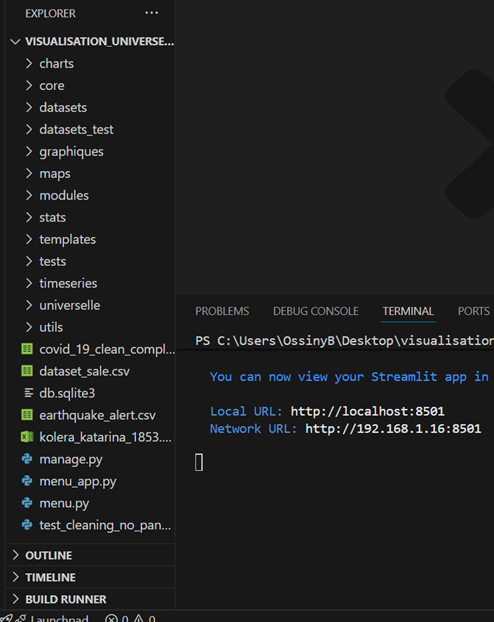 EXPLORER ...
VISUALISATION_UNIVERSE...
charts
core
datasets
datasets_test
graphiques
maps
modules
stats
templates
tests
timeseries
universelle
utils
covid_19_clean_compl...
dataset_sale.csv
db.sqlite3
earthquake_alert.csv
kolera_katarina_1853....
manage.py
menu_app.py
menu.py
test_cleaning_no_pan...
OUTLINE
TIMELINE
BUILD RUNNER
Launchpad 0 0
PROBLEMS DEBUG CONSOLE TERMINAL PORTS
PS C:\Users\OssinyB\Desktop\visualisation
You can now view your Streamlit app in
Local URL: http://localhost:8501
Network URL: http://192.168.1.16:8501